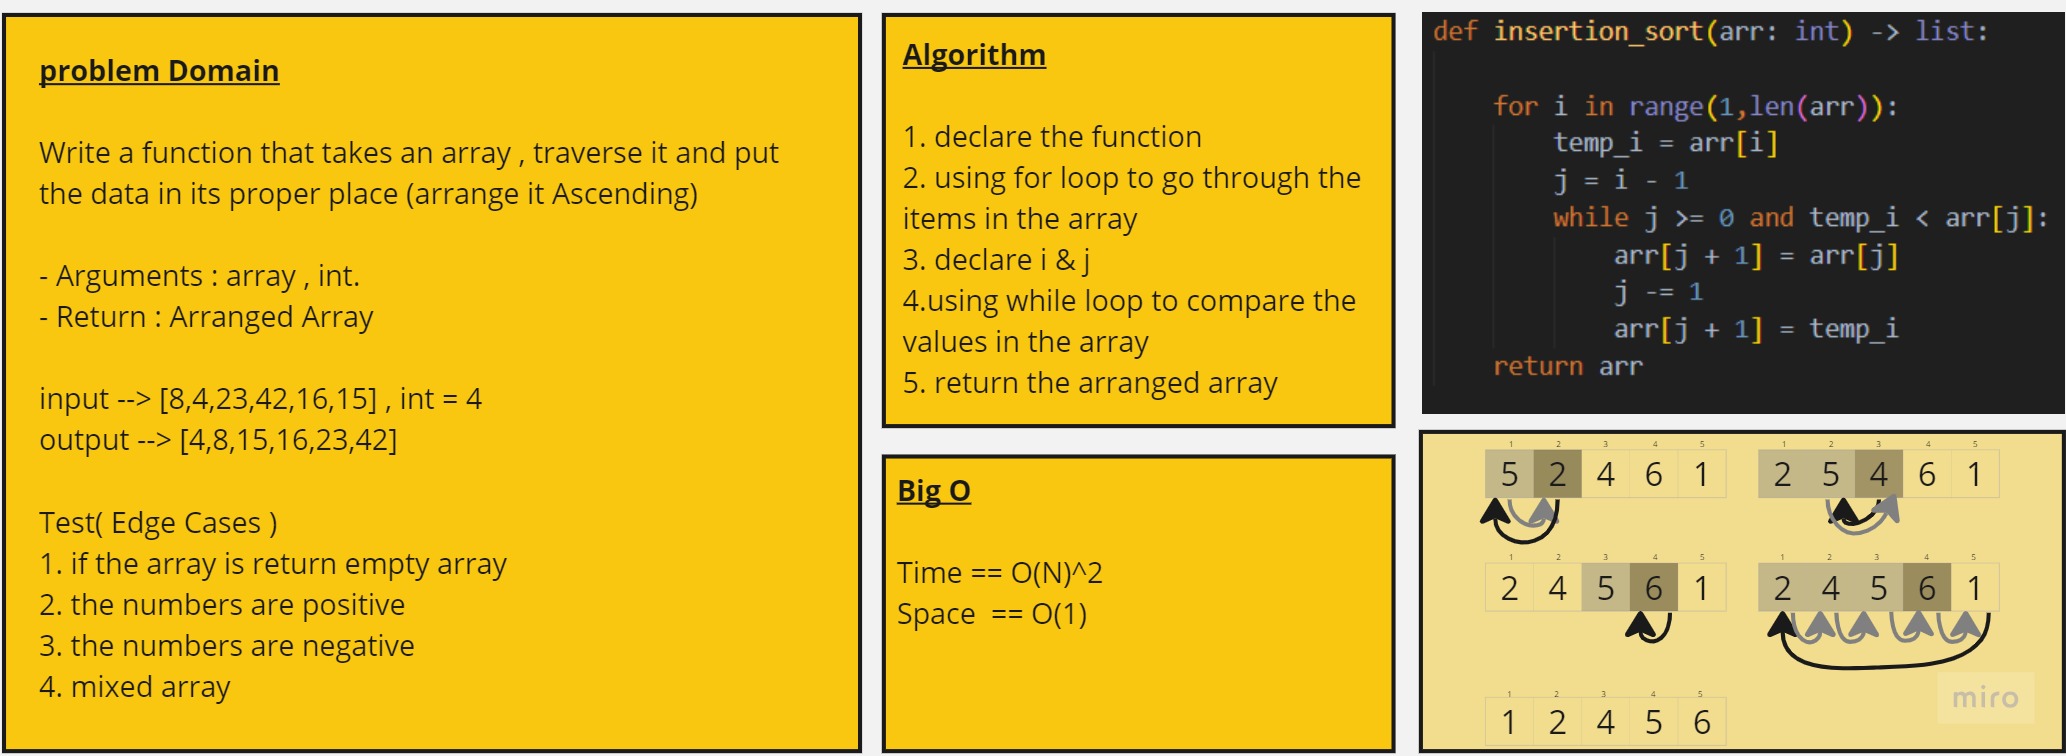 problem Domain
Write a function that takes an array , traverse it and put
the data in its proper place (arrange it Ascending)
- Arguments : array , int.
- Return : Arranged Array
input --> [8,4,23,42,16,15] , int = 4
output --> [4,8,15,16,23,42]
Test( Edge Cases )
1. if the array is return empty array
2. the numbers are positive
3. the numbers are negative
4. mixed array
Algorithm
1. declare the function
2. using for loop to go through the
items in the array
3. declare i & j
4.using while loop to compare the
values in the array
5. return the arranged array
Big O
Time == O(N)^2
Space  == O(1)
def insertion_sort(arr: int) -> list:
    for i in range(1,len(arr)):
        temp_i = arr[i]
        j = i - 1
        while j >= 0 and temp_i < arr[j]:
            arr[j + 1] = arr[j]
            j -= 1
            arr[j + 1] = temp_i
    return arr
1 2 3 4 5
5 2 4 6 1
1 2 3 4 5
2 5 4 6 1
1 2 3 4 5
2 4 5 6 1
1 2 3 4 5
2 4 5 6 1
1 2 3 4 5
1 2 4 5 6
miro